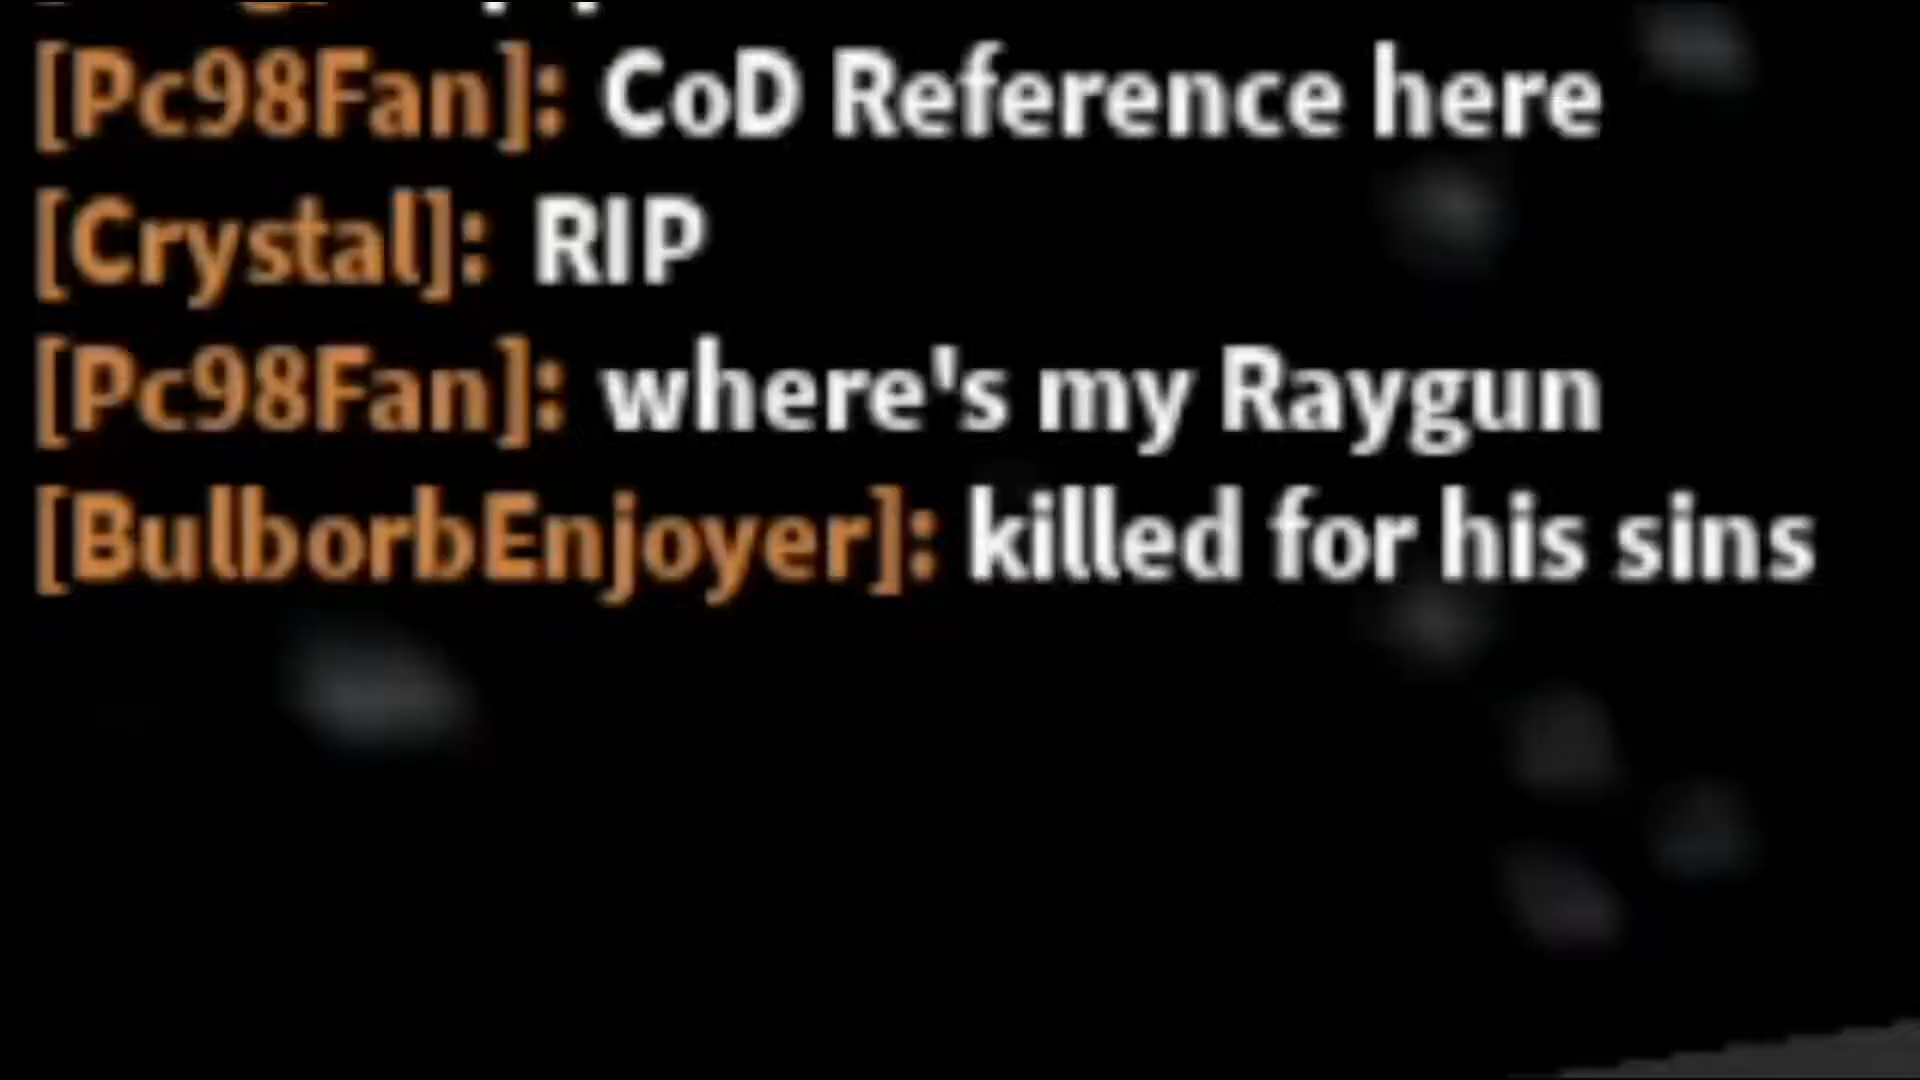 [Pc98Fan]: CoD Reference here
[Crystal]: RIP
[Pc98Fan]: where's my Raygun
[BulborbEnjoyer]: killed for his sins